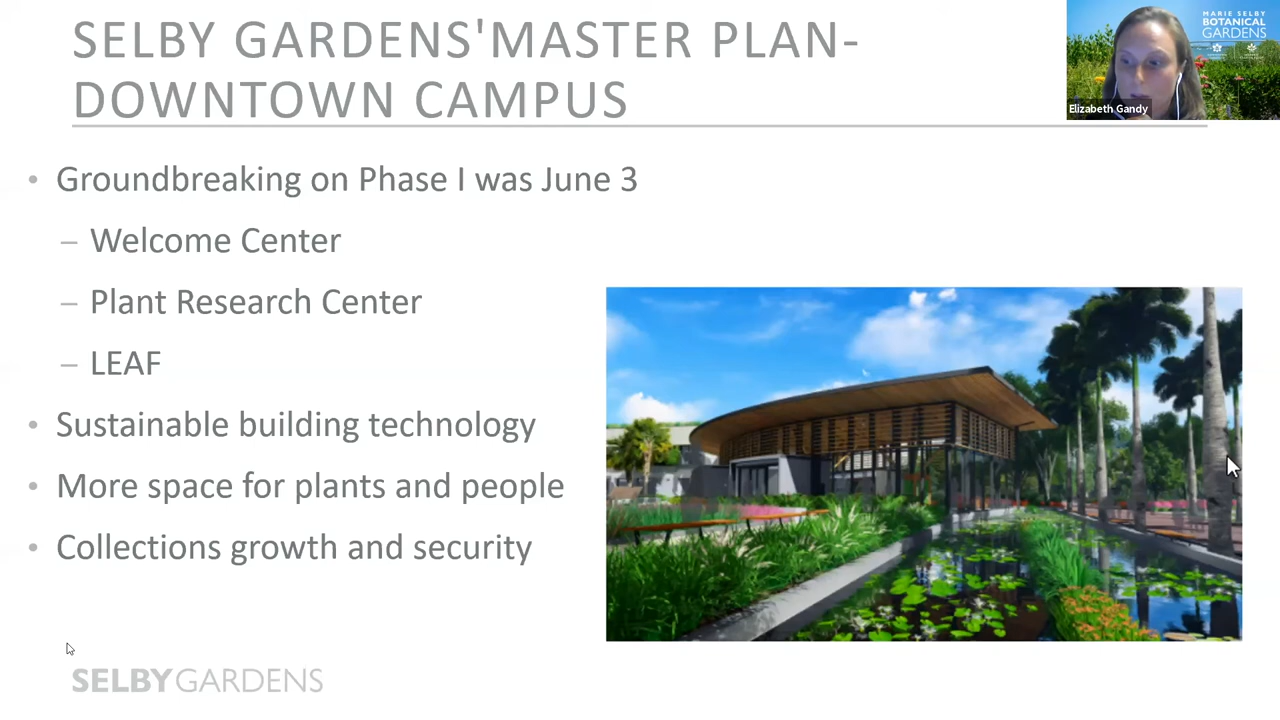 SELBY GARDENS'MASTER PLAN-
DOWNTOWN CAMPUS
MARIE SELBY
BOTANICAL
GARDENS
Elizabeth Gandy
• Groundbreaking on Phase I was June 3
– Welcome Center
– Plant Research Center
– LEAF
• Sustainable building technology
• More space for plants and people
• Collections growth and security
SELBYGARDENS